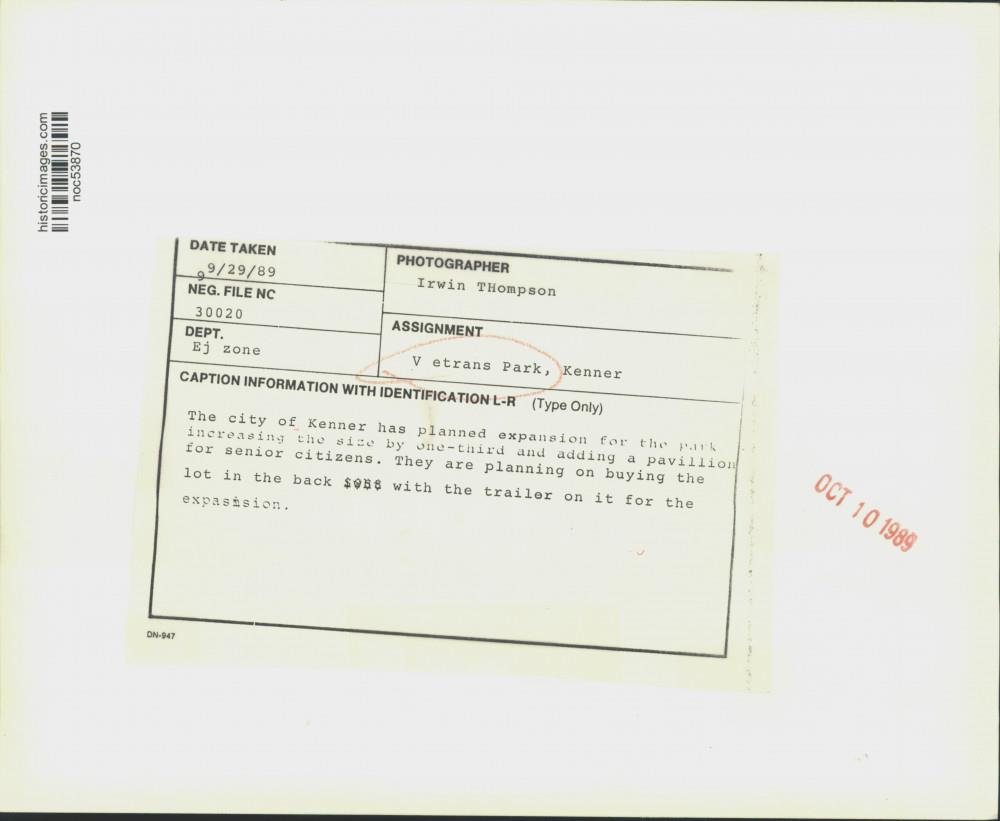 historicimages.com
noc53870
DATE TAKEN
9 9/29/89
NEG. FILE NO
30020
DEPT.
Ej zone
PHOTOGRAPHER
Irwin THompson
ASSIGNMENT
V etrans Park, Kenner
CAPTION INFORMATION WITH IDENTIFICATION L-R (Type Only)
The city of Kenner has planned expansion for the park
increasing the size by one-third and adding a pavillion
for senior citizens. They are planning on buying the
lot in the back with the trailer on it for the
expansion.
DN-947
OCT 10 1989